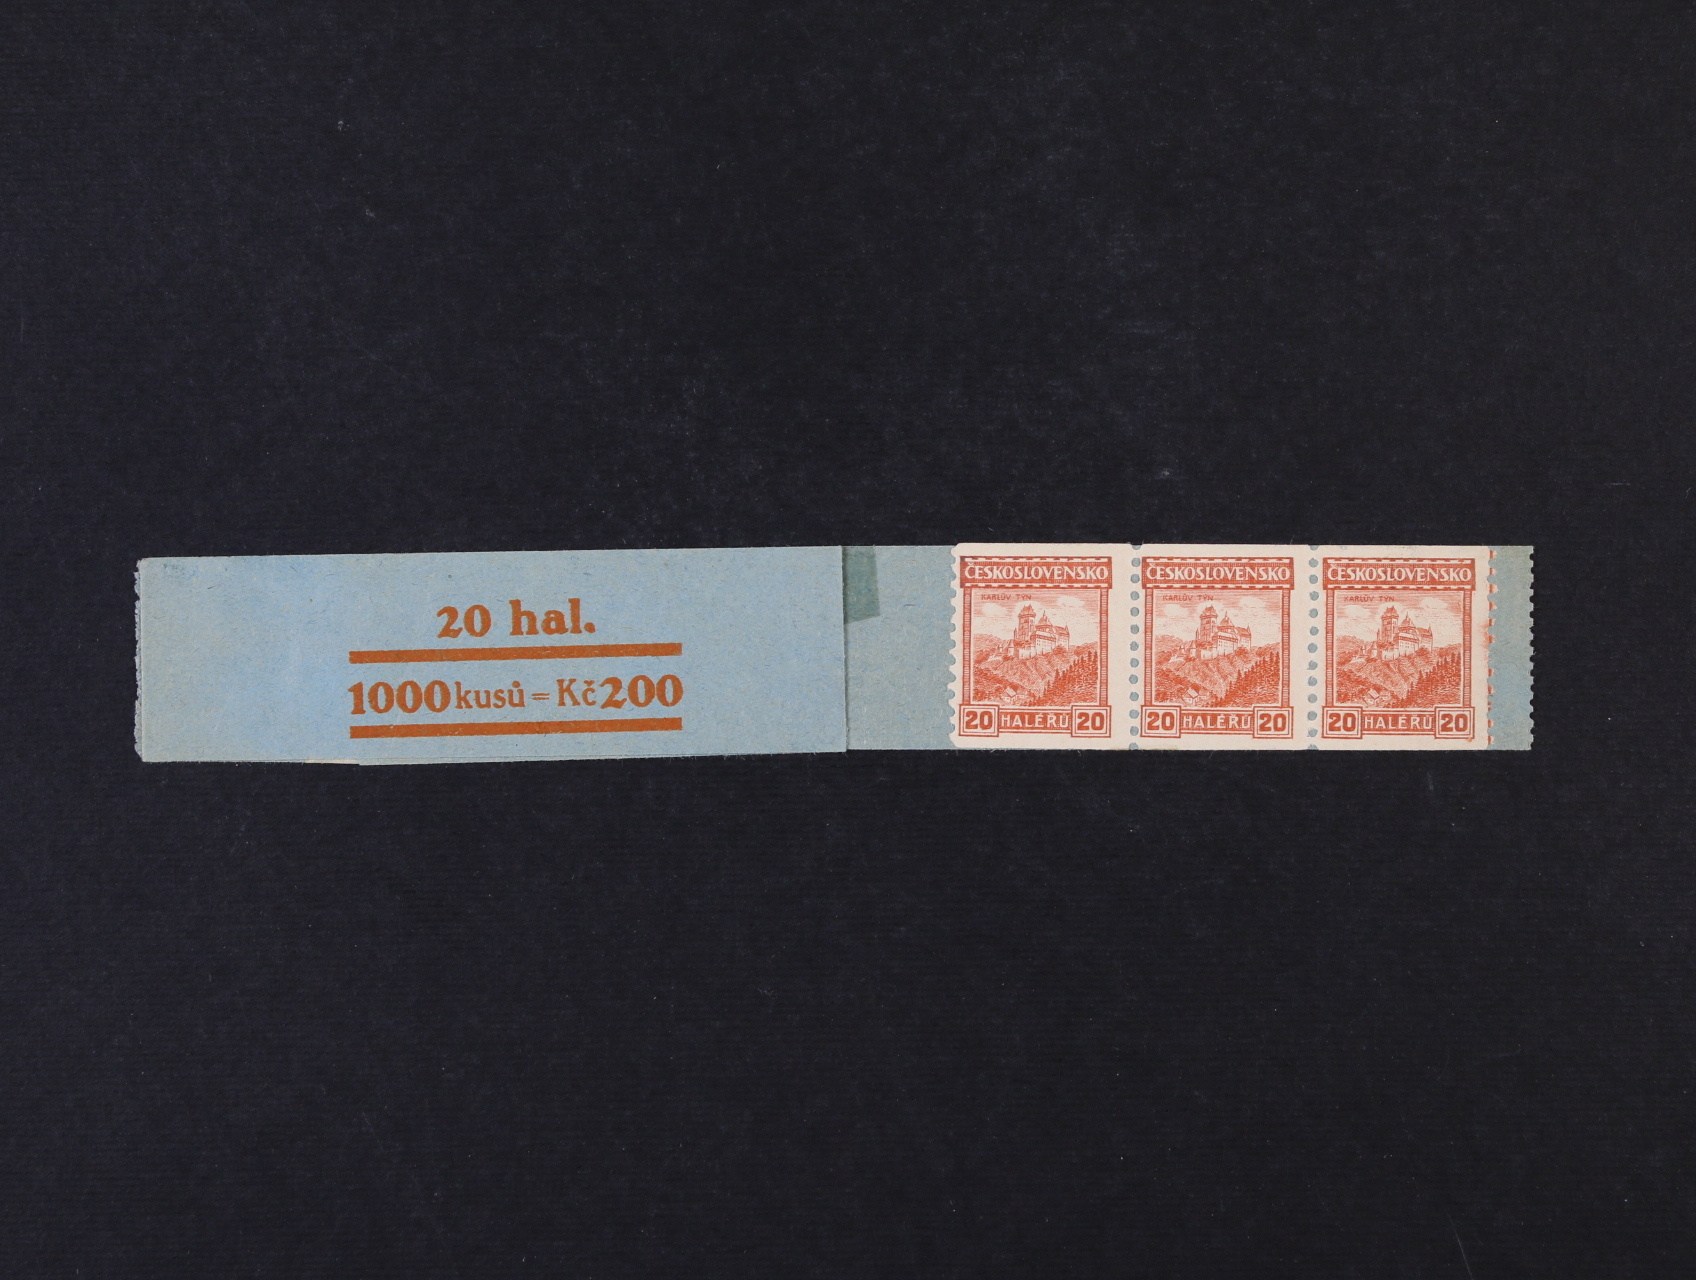 20 hal.
1000 kusů = Kč 200
ČESKOSLOVENSKO
KARLŮV TÝN
20 HALÉŘŮ 20
ČESKOSLOVENSKO
KARLŮV TÝN
20 HALÉŘŮ 20
ČESKOSLOVENSKO
KARLŮV TÝN
20 HALÉŘŮ 20